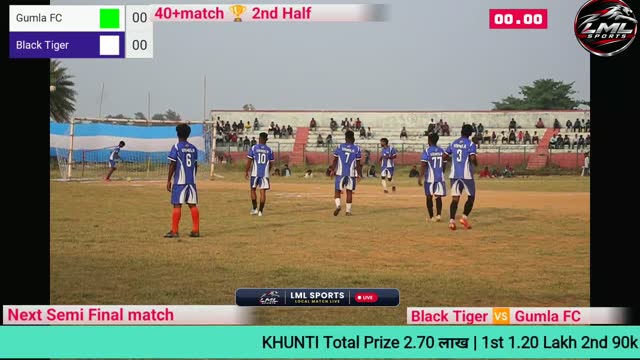 Gumla FC 00
Black Tiger 00
40+match 🏆 2nd Half
00.00
LML
SPORTS
6
10
7
77
3
LML SPORTS
LOCAL MATCH LIVE
LIVE
Next Semi Final match
Black Tiger 🆚 Gumla FC
KHUNTI Total Prize 2.70 लाख | 1st 1.20 Lakh 2nd 90k